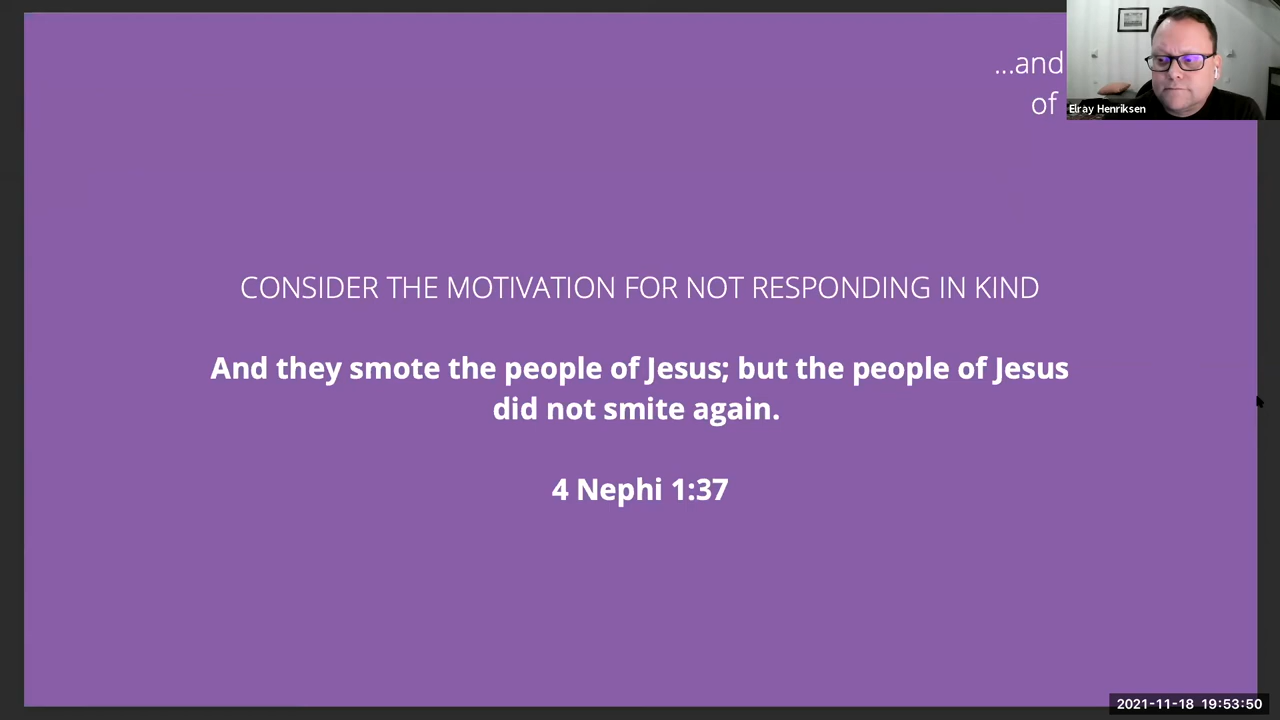 ...and
of
Elray Henriksen
CONSIDER THE MOTIVATION FOR NOT RESPONDING IN KIND
And they smote the people of Jesus; but the people of Jesus
did not smite again.
4 Nephi 1:37
2021-11-18 19:53:50